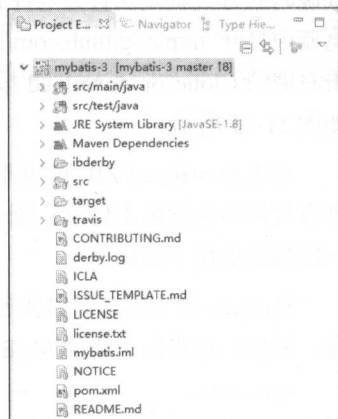 Project E...
Navigator
Type Hie...
mybatis-3 [mybatis-3 master ↑8]
src/main/java
src/test/java
JRE System Library [JavaSE-1.8]
Maven Dependencies
ibderby
src
target
travis
CONTRIBUTING.md
derby.log
ICLA
ISSUE_TEMPLATE.md
LICENSE
license.txt
mybatis.iml
NOTICE
pom.xml
README.md